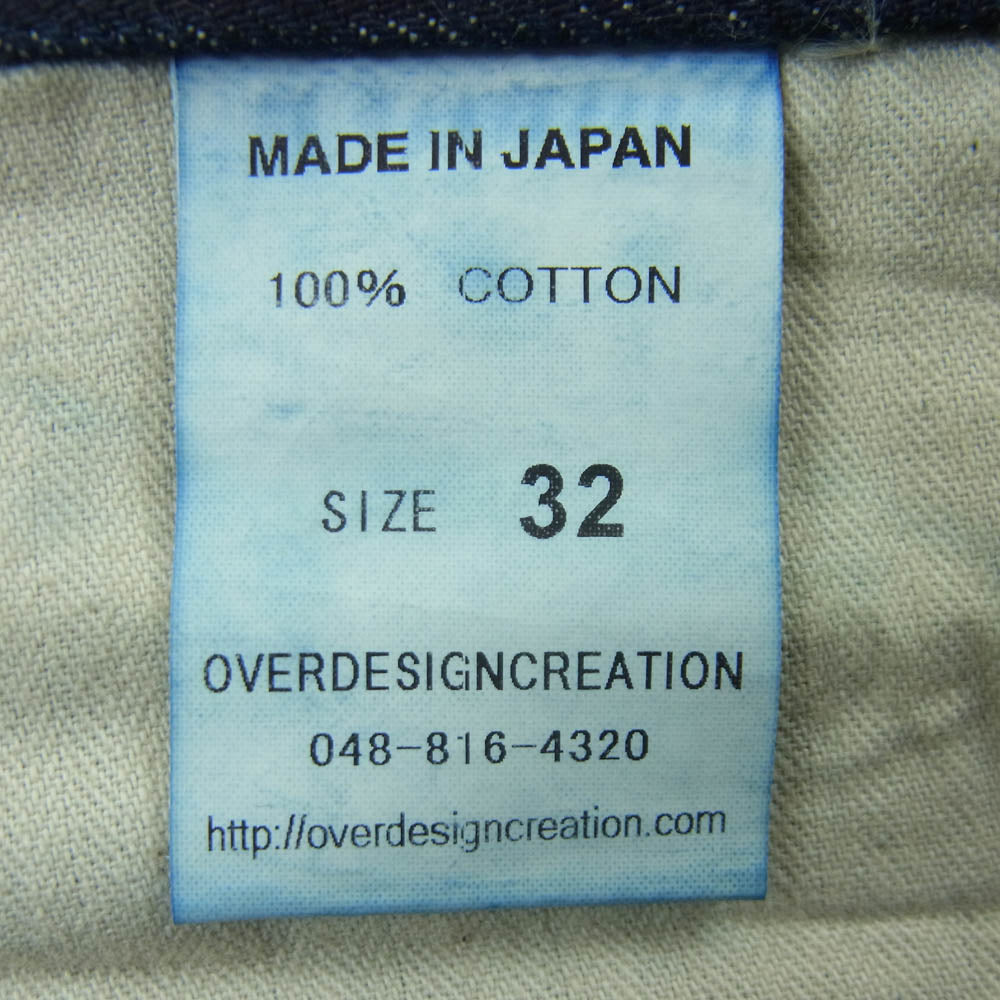 MADE IN JAPAN
100% COTTON
SIZE 32
OVERDESIGNCREATION
048-816-4320
http://overdesigncreation.com